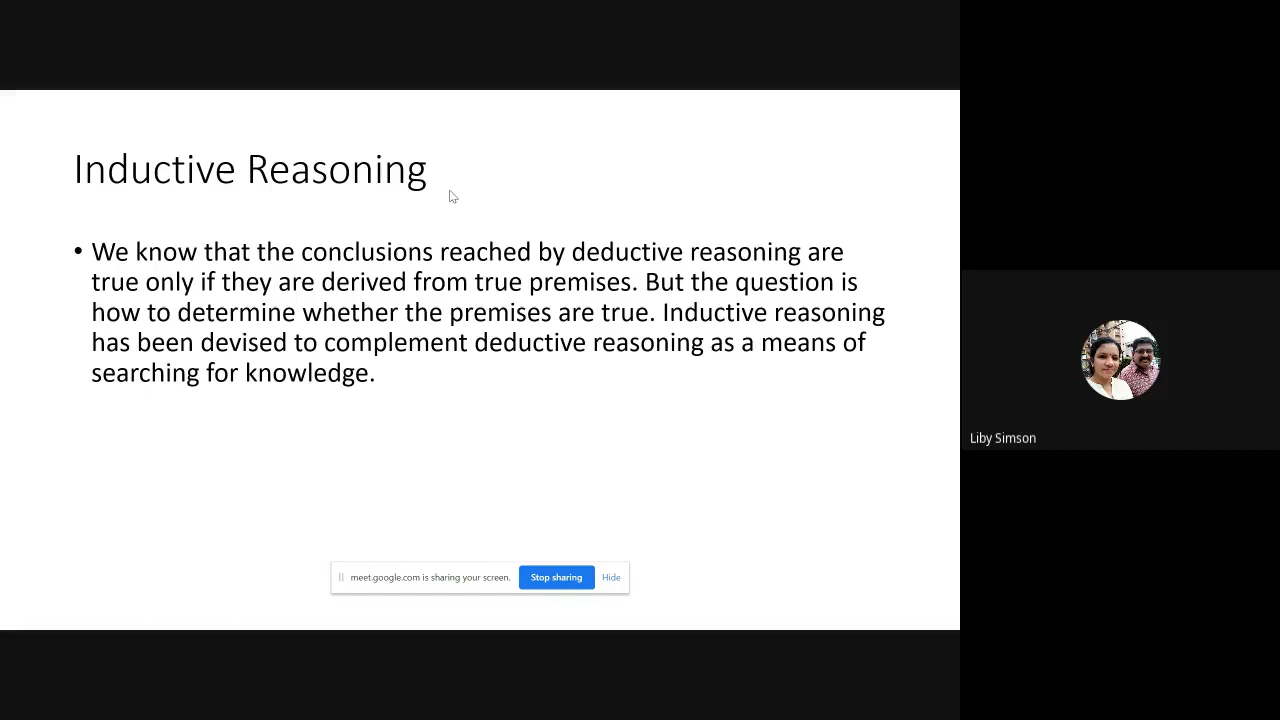 Inductive Reasoning
• We know that the conclusions reached by deductive reasoning are
true only if they are derived from true premises. But the question is
how to determine whether the premises are true. Inductive reasoning
has been devised to complement deductive reasoning as a means of
searching for knowledge.
meet.google.com is sharing your screen. Stop sharing Hide
Liby Simson